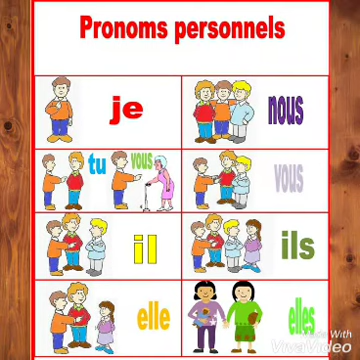 Pronoms personnels
je
nous
tu
vous
vous
il
ils
elle
elles
Made With
VivaVideo